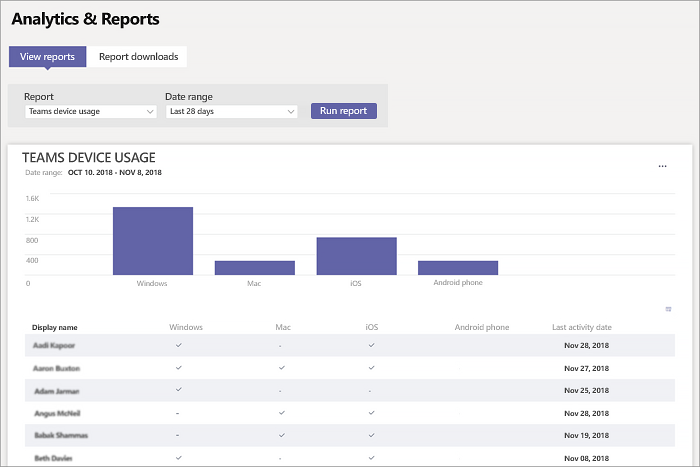 Analytics & Reports
View reports Report downloads
Report Date range
Teams device usage Last 28 days Run report
TEAMS DEVICE USAGE ...
Date range: OCT 10. 2018 - NOV 8, 2018
1.6K
1.2K
800
400
0
Windows Mac iOS Android phone
Display name Windows Mac iOS Android phone Last activity date
Aadi Kapoor ✓ - ✓ Nov 28, 2018
Aaron Buxton ✓ ✓ ✓ Nov 27, 2018
Adam Jarman ✓ - - Nov 25, 2018
Angus McNeil - ✓ ✓ Nov 28, 2018
Babak Shammas - ✓ ✓ Nov 19, 2018
Beth Davies ✓ - ✓ Nov 08, 2018